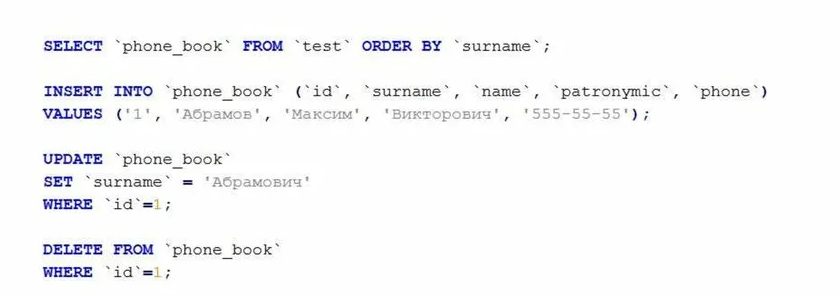 SELECT `phone_book` FROM `test` ORDER BY `surname`;
INSERT INTO `phone_book` (`id`, `surname`, `name`, `patronymic`, `phone`)
VALUES ('1', 'Абрамов', 'Максим', 'Викторович', '555-55-55');
UPDATE `phone_book`
SET `surname` = 'Абрамович'
WHERE `id`=1;
DELETE FROM `phone_book`
WHERE `id`=1;